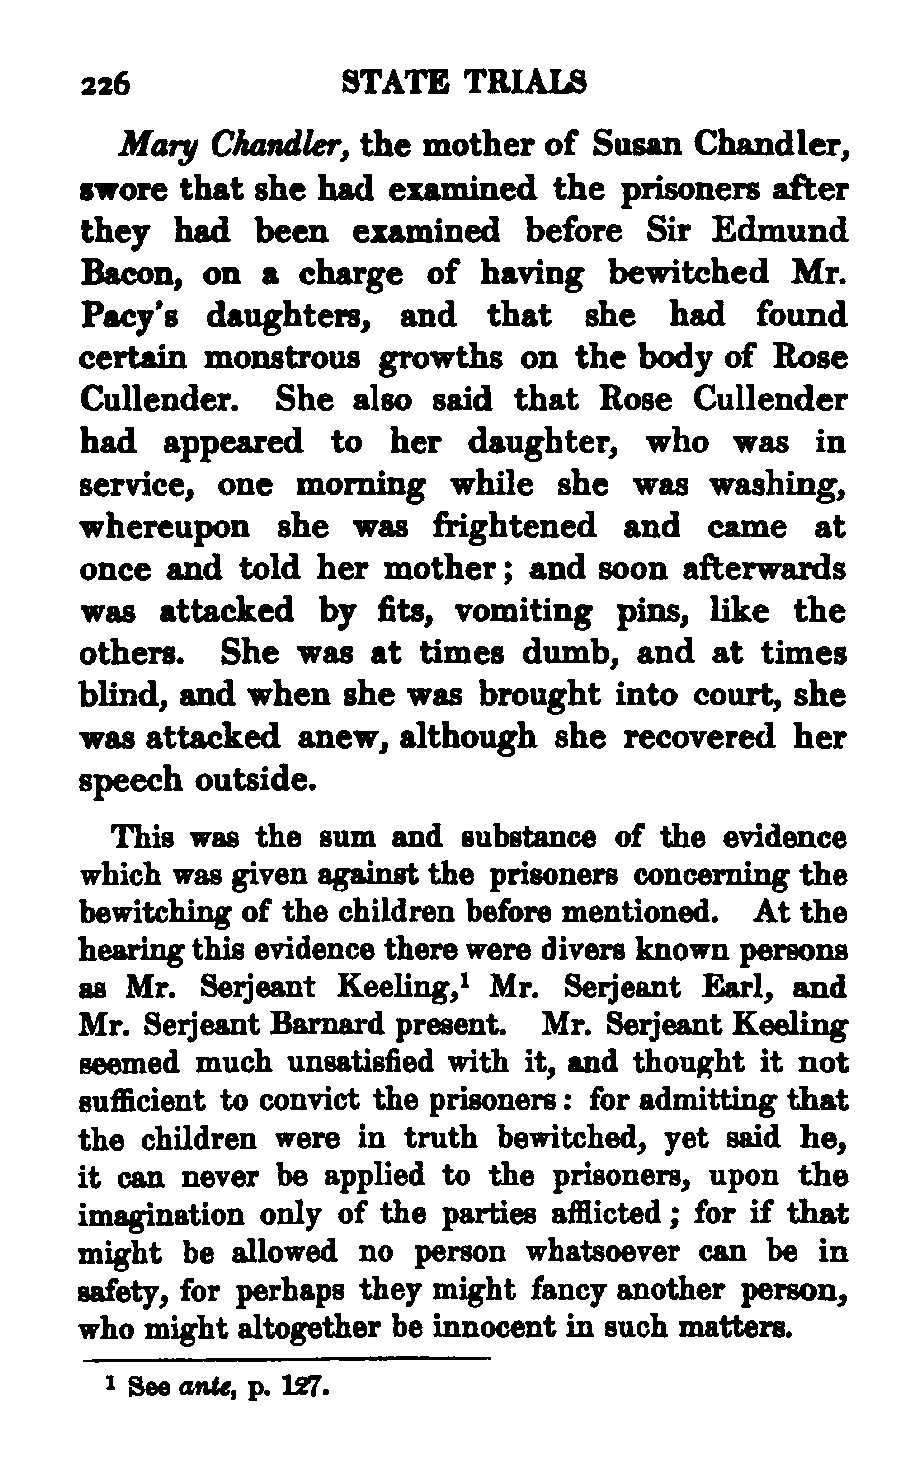 226 STATE TRIALS
Mary Chandler, the mother of Susan Chandler,
swore that she had examined the prisoners after
they had been examined before Sir Edmund
Bacon, on a charge of having bewitched Mr.
Pacy's daughters, and that she had found
certain monstrous growths on the body of Rose
Cullender. She also said that Rose Cullender
had appeared to her daughter, who was in
service, one morning while she was washing,
whereupon she was frightened and came at
once and told her mother; and soon afterwards
was attacked by fits, vomiting pins, like the
others. She was at times dumb, and at times
blind, and when she was brought into court, she
was attacked anew, although she recovered her
speech outside.
This was the sum and substance of the evidence
which was given against the prisoners concerning the
bewitching of the children before mentioned. At the
hearing this evidence there were divers known persons
as Mr. Serjeant Keeling,¹ Mr. Serjeant Earl, and
Mr. Serjeant Barnard present. Mr. Serjeant Keeling
seemed much unsatisfied with it, and thought it not
sufficient to convict the prisoners: for admitting that
the children were in truth bewitched, yet said he,
it can never be applied to the prisoners, upon the
imagination only of the parties afflicted; for if that
might be allowed no person whatsoever can be in
safety, for perhaps they might fancy another person,
who might altogether be innocent in such matters.
¹ See ante, p. 127.